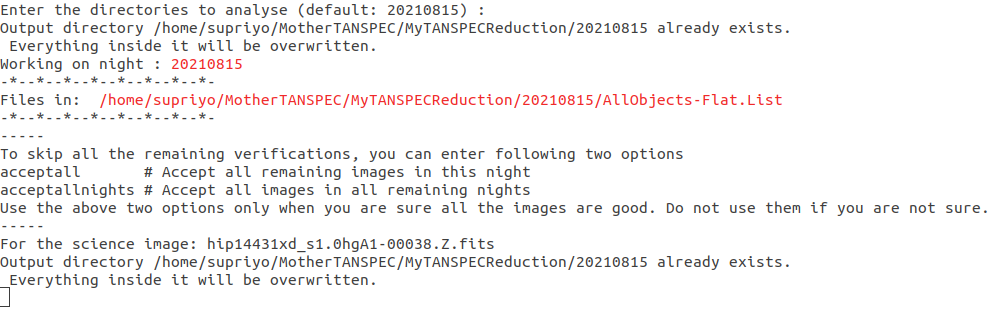 Enter the directories to analyse (default: 20210815) :
Output directory /home/supriyo/MotherTANSPEC/MyTANSPECReduction/20210815 already exists.
 Everything inside it will be overwritten.
Working on night : 20210815
-*--*--*--*--*--*--*--*-
Files in:  /home/supriyo/MotherTANSPEC/MyTANSPECReduction/20210815/AllObjects-Flat.List
-*--*--*--*--*--*--*--*-
-----
To skip all the remaining verifications, you can enter following two options
acceptall       # Accept all remaining images in this night
acceptallnights # Accept all images in all remaining nights
Use the above two options only when you are sure all the images are good. Do not use them if you are not sure.
-----
For the science image: hip14431xd_s1.0hgA1-00038.Z.fits
Output directory /home/supriyo/MotherTANSPEC/MyTANSPECReduction/20210815 already exists.
 Everything inside it will be overwritten.